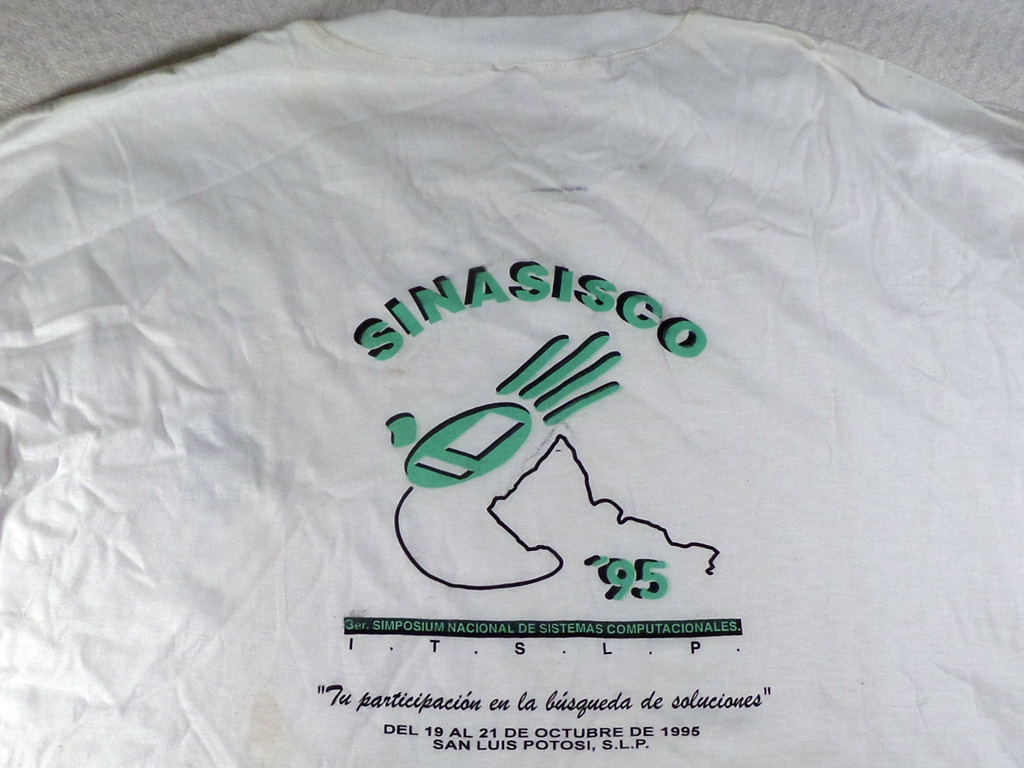 SINASISCO
'95
3er. SIMPOSIUM NACIONAL DE SISTEMAS COMPUTACIONALES.
I . T . S . L . P .
"Tu participación en la búsqueda de soluciones"
DEL 19 AL 21 DE OCTUBRE DE 1995
SAN LUIS POTOSI, S.L.P.